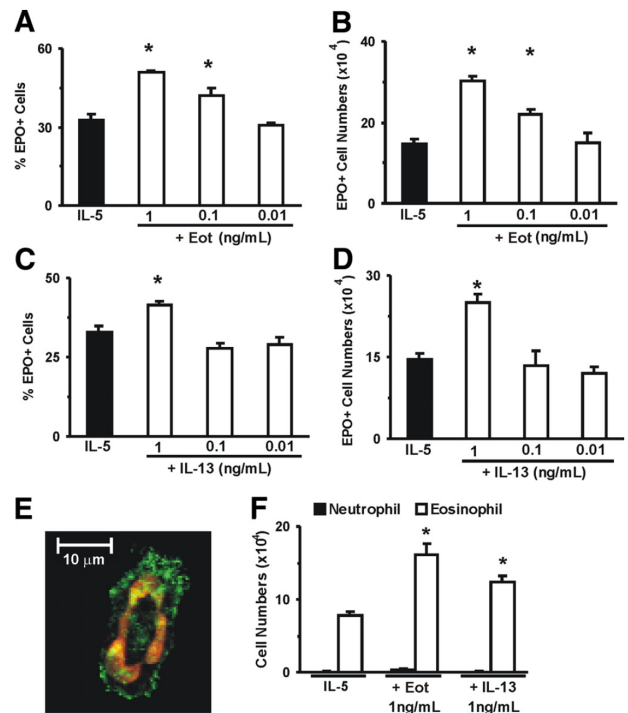 A
60
30
0
% EPO+ Cells
*
*
IL-5
1
0.1
0.01
+ Eot (ng/mL)
B
40
20
0
EPO+ Cell Numbers (x10⁴)
*
*
IL-5
1
0.1
0.01
+ Eot (ng/mL)
C
50
25
0
% EPO+ Cells
*
IL-5
1
0.1
0.01
+ IL-13 (ng/mL)
D
30
15
0
EPO+ Cell Numbers (x10⁴)
*
IL-5
1
0.1
0.01
+ IL-13 (ng/mL)
E
10 μm
F
Neutrophil
Eosinophil
20
10
0
Cell Numbers (x10⁴)
*
*
IL-5
+ Eot
1ng/mL
+ IL-13
1ng/mL